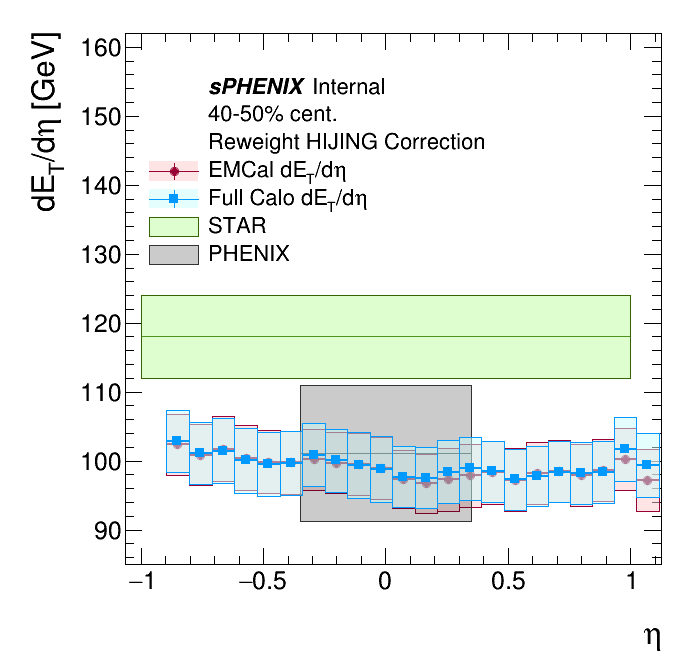 dE_T/dη [GeV]
160
150
140
130
120
110
100
90
sPHENIX Internal
40-50% cent.
Reweight HIJING Correction
EMCal dE_T/dη
Full Calo dE_T/dη
STAR
PHENIX
−1
−0.5
0
0.5
1
η